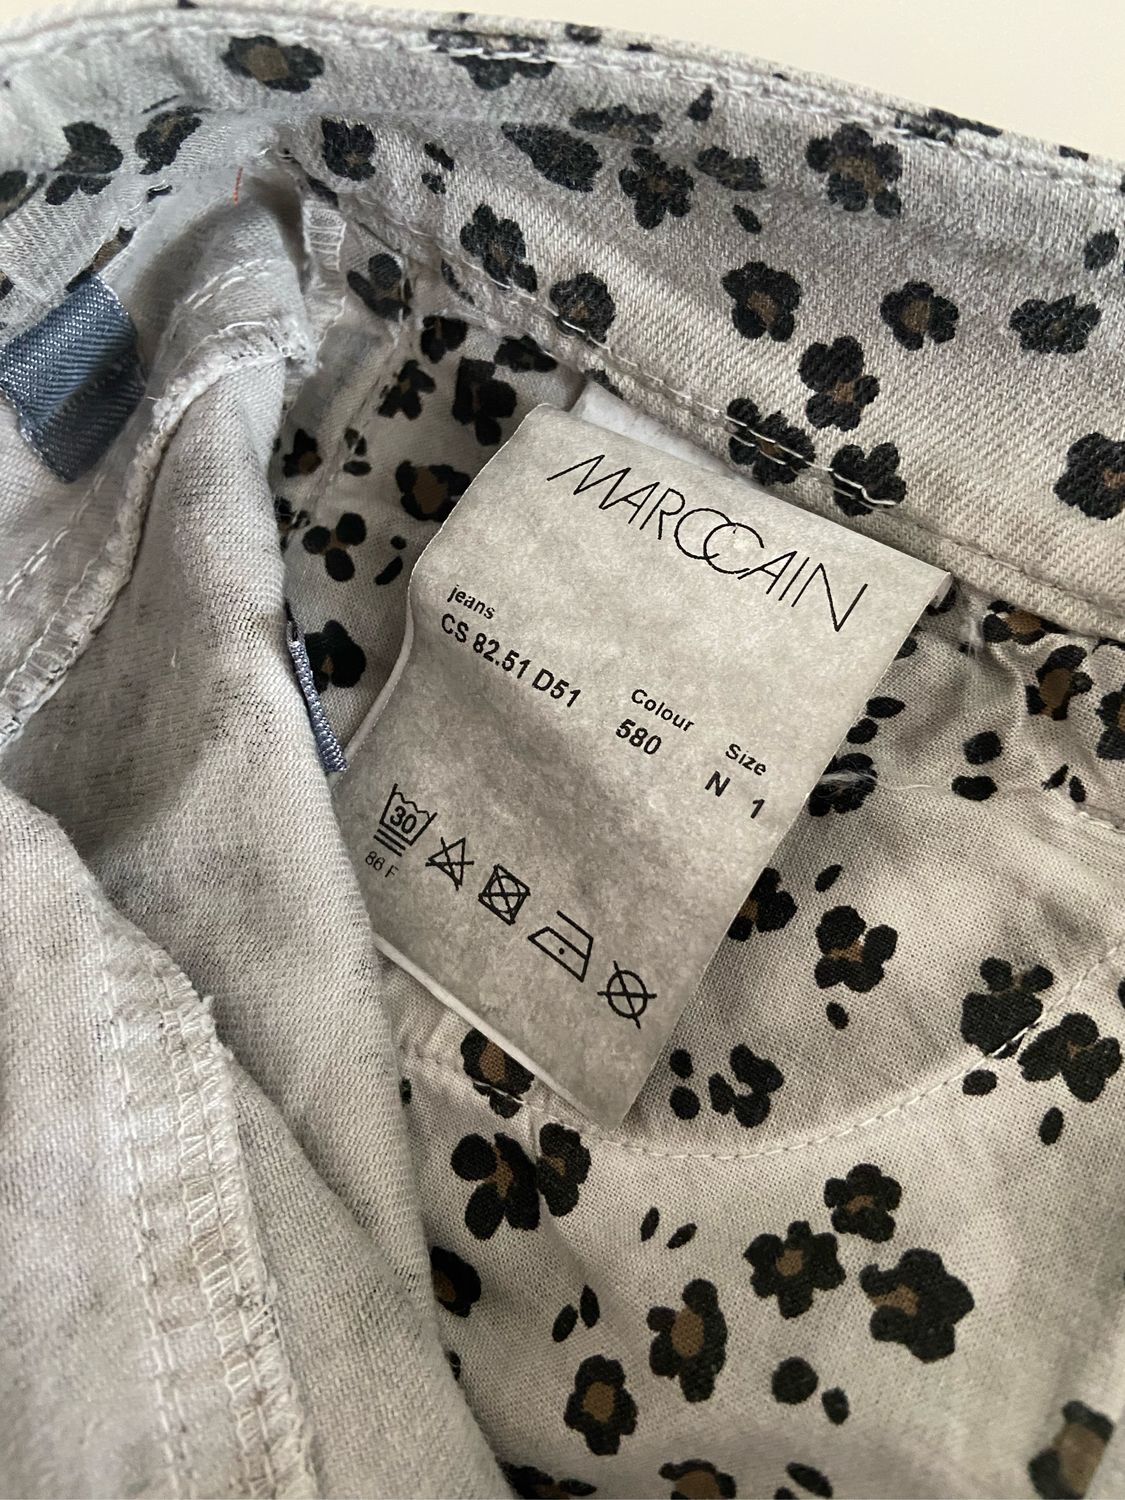 MARCCAIN
jeans
CS 82.51 D51
Colour
580
Size
N 1
30
86 F